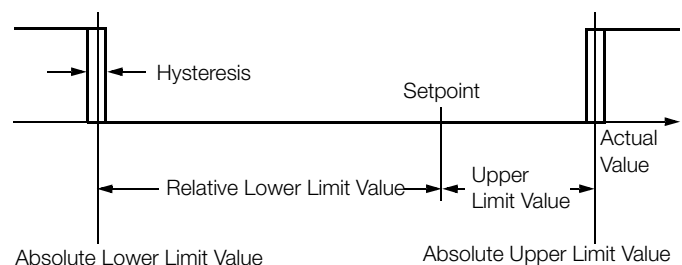 Hysteresis
Setpoint
Actual
Value
Relative Lower Limit Value
Upper
Limit Value
Absolute Lower Limit Value
Absolute Upper Limit Value